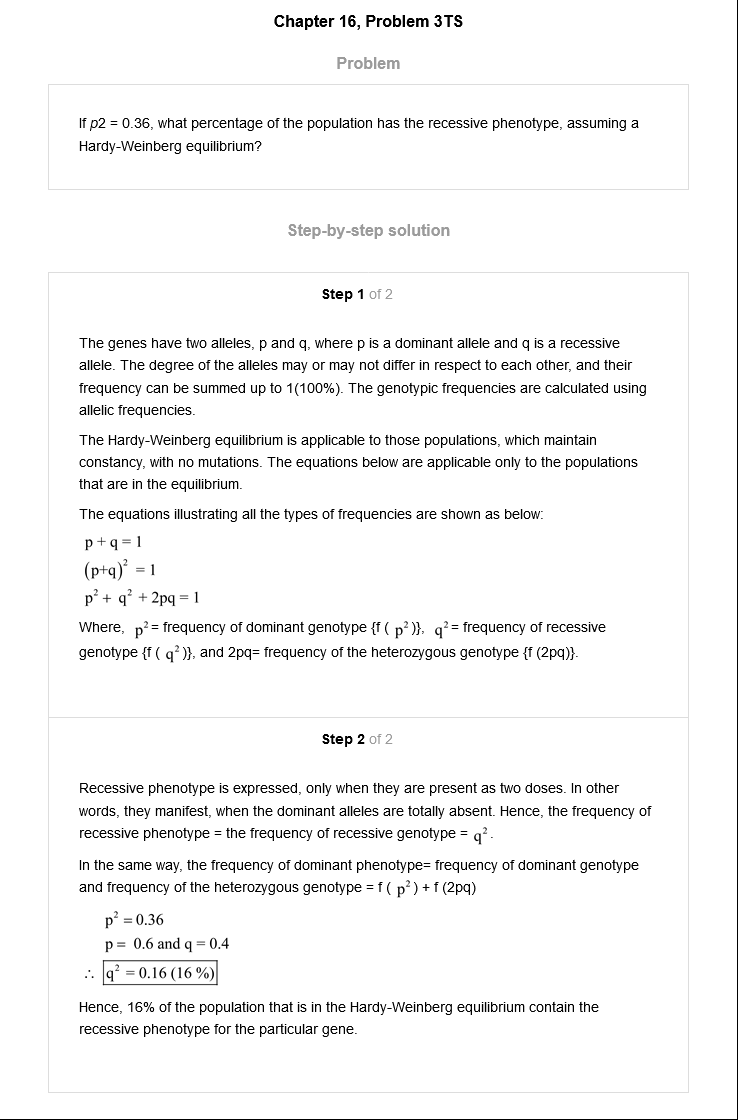 Chapter 16, Problem 3TS
Problem
If p2 = 0.36, what percentage of the population has the recessive phenotype, assuming a
Hardy-Weinberg equilibrium?
Step-by-step solution
Step 1 of 2
The genes have two alleles, p and q, where p is a dominant allele and q is a recessive
allele. The degree of the alleles may or may not differ in respect to each other, and their
frequency can be summed up to 1(100%). The genotypic frequencies are calculated using
allelic frequencies.
The Hardy-Weinberg equilibrium is applicable to those populations, which maintain
constancy, with no mutations. The equations below are applicable only to the populations
that are in the equilibrium.
The equations illustrating all the types of frequencies are shown as below:
p + q = 1
(p+q)² = 1
p² + q² + 2pq = 1
Where, p² = frequency of dominant genotype {f ( p² )}, q² = frequency of recessive
genotype {f ( q² )}, and 2pq= frequency of the heterozygous genotype {f (2pq)}.
Step 2 of 2
Recessive phenotype is expressed, only when they are present as two doses. In other
words, they manifest, when the dominant alleles are totally absent. Hence, the frequency of
recessive phenotype = the frequency of recessive genotype = q² .
In the same way, the frequency of dominant phenotype= frequency of dominant genotype
and frequency of the heterozygous genotype = f ( p² ) + f (2pq)
p² = 0.36
p = 0.6 and q = 0.4
∴ q² = 0.16 (16 %)
Hence, 16% of the population that is in the Hardy-Weinberg equilibrium contain the
recessive phenotype for the particular gene.